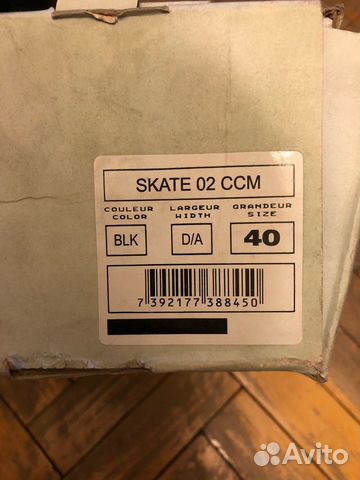 SKATE 02 CCM
COULEUR LARGEUR GRANDEUR
COLOR WIDTH SIZE
BLK D/A 40
7 392177 388450
Avito